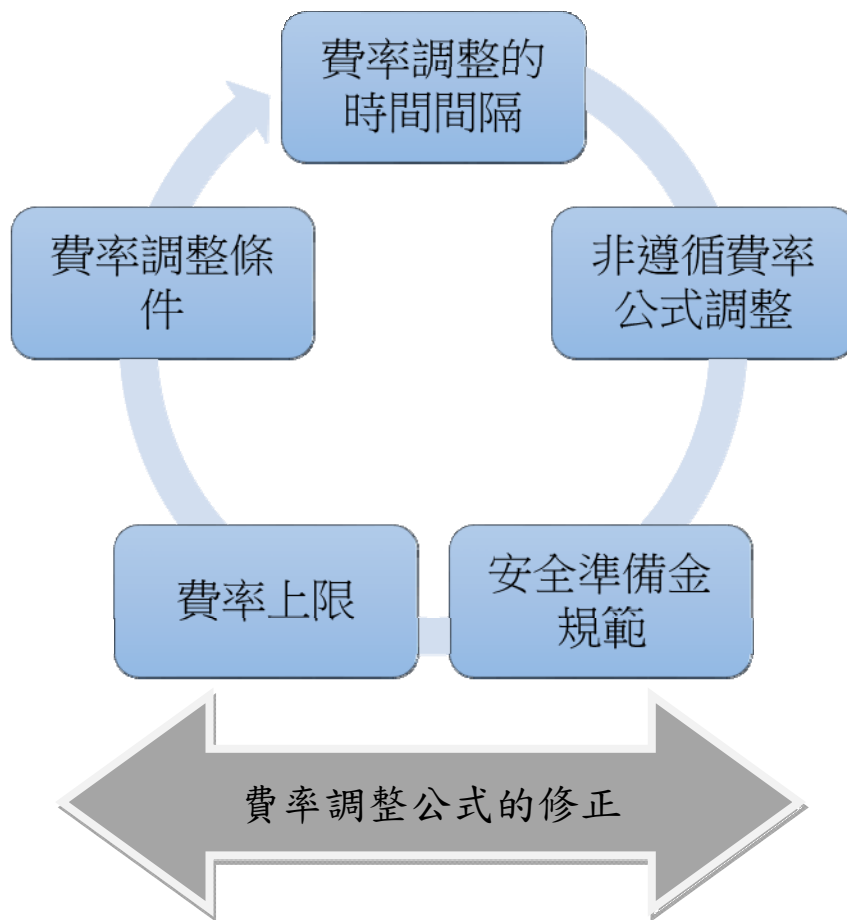 費率調整的
時間間隔
費率調整條
件
非遵循費率
公式調整
費率上限
安全準備金
規範
費率調整公式的修正